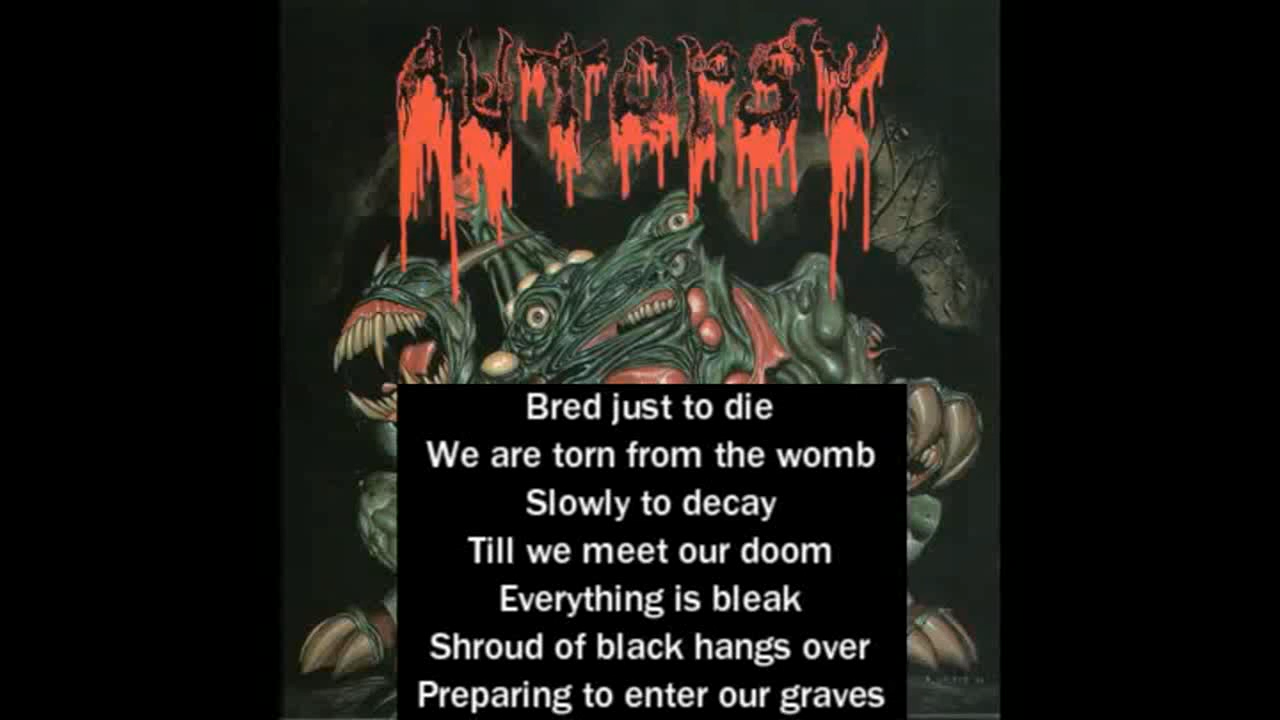 AUTOPSY
Bred just to die
We are torn from the womb
Slowly to decay
Till we meet our doom
Everything is bleak
Shroud of black hangs over
Preparing to enter our graves